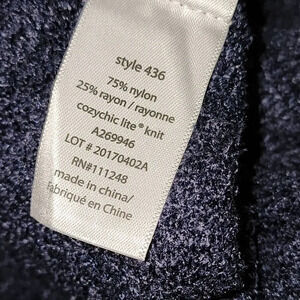 style 436
75% nylon
25% rayon / rayonne
cozychic lite® knit
A269946
LOT # 20170402A
RN#111248
made in china/
fabriqué en Chine